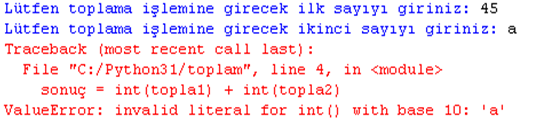 Lütfen toplama işlemine girecek ilk sayıyı giriniz: 45
Lütfen toplama işlemine girecek ikinci sayıyı giriniz: a
Traceback (most recent call last):
  File "C:/Python31/toplam", line 4, in <module>
    sonuç = int(topla1) + int(topla2)
ValueError: invalid literal for int() with base 10: 'a'